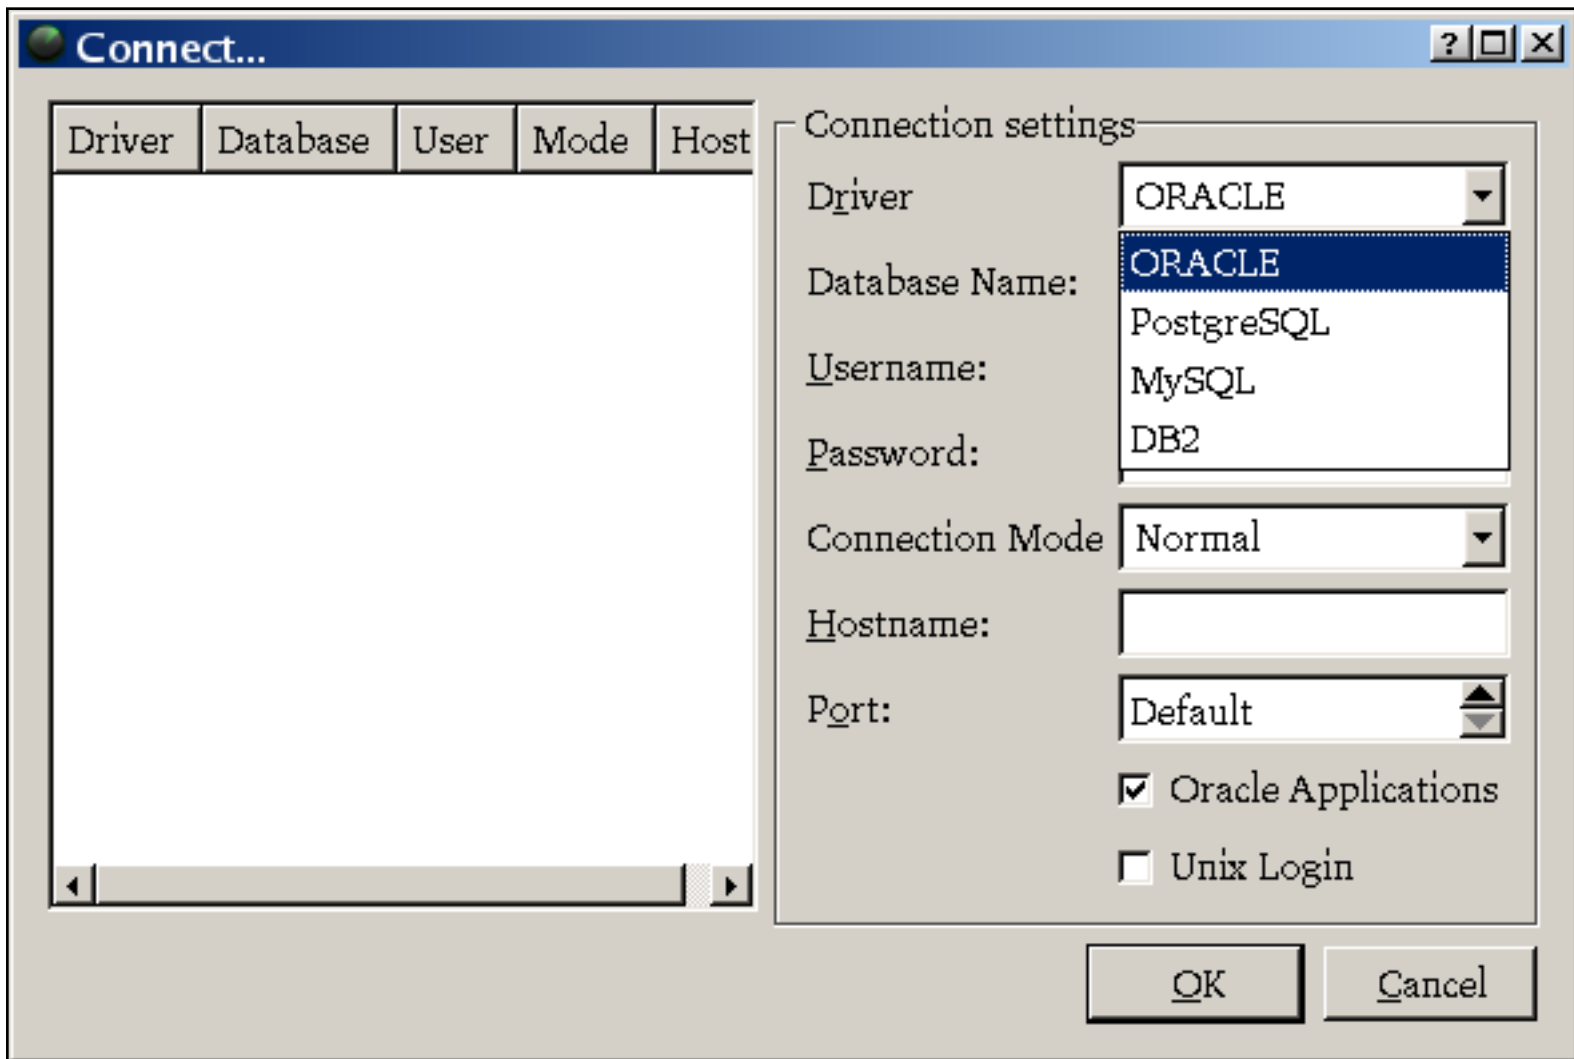 Connect...
Driver Database User Mode Host
Connection settings
Driver ORACLE
ORACLE
Database Name:
PostgreSQL
Username:
MySQL
DB2
Password:
Connection Mode Normal
Hostname:
Port: Default
Oracle Applications
Unix Login
OK Cancel